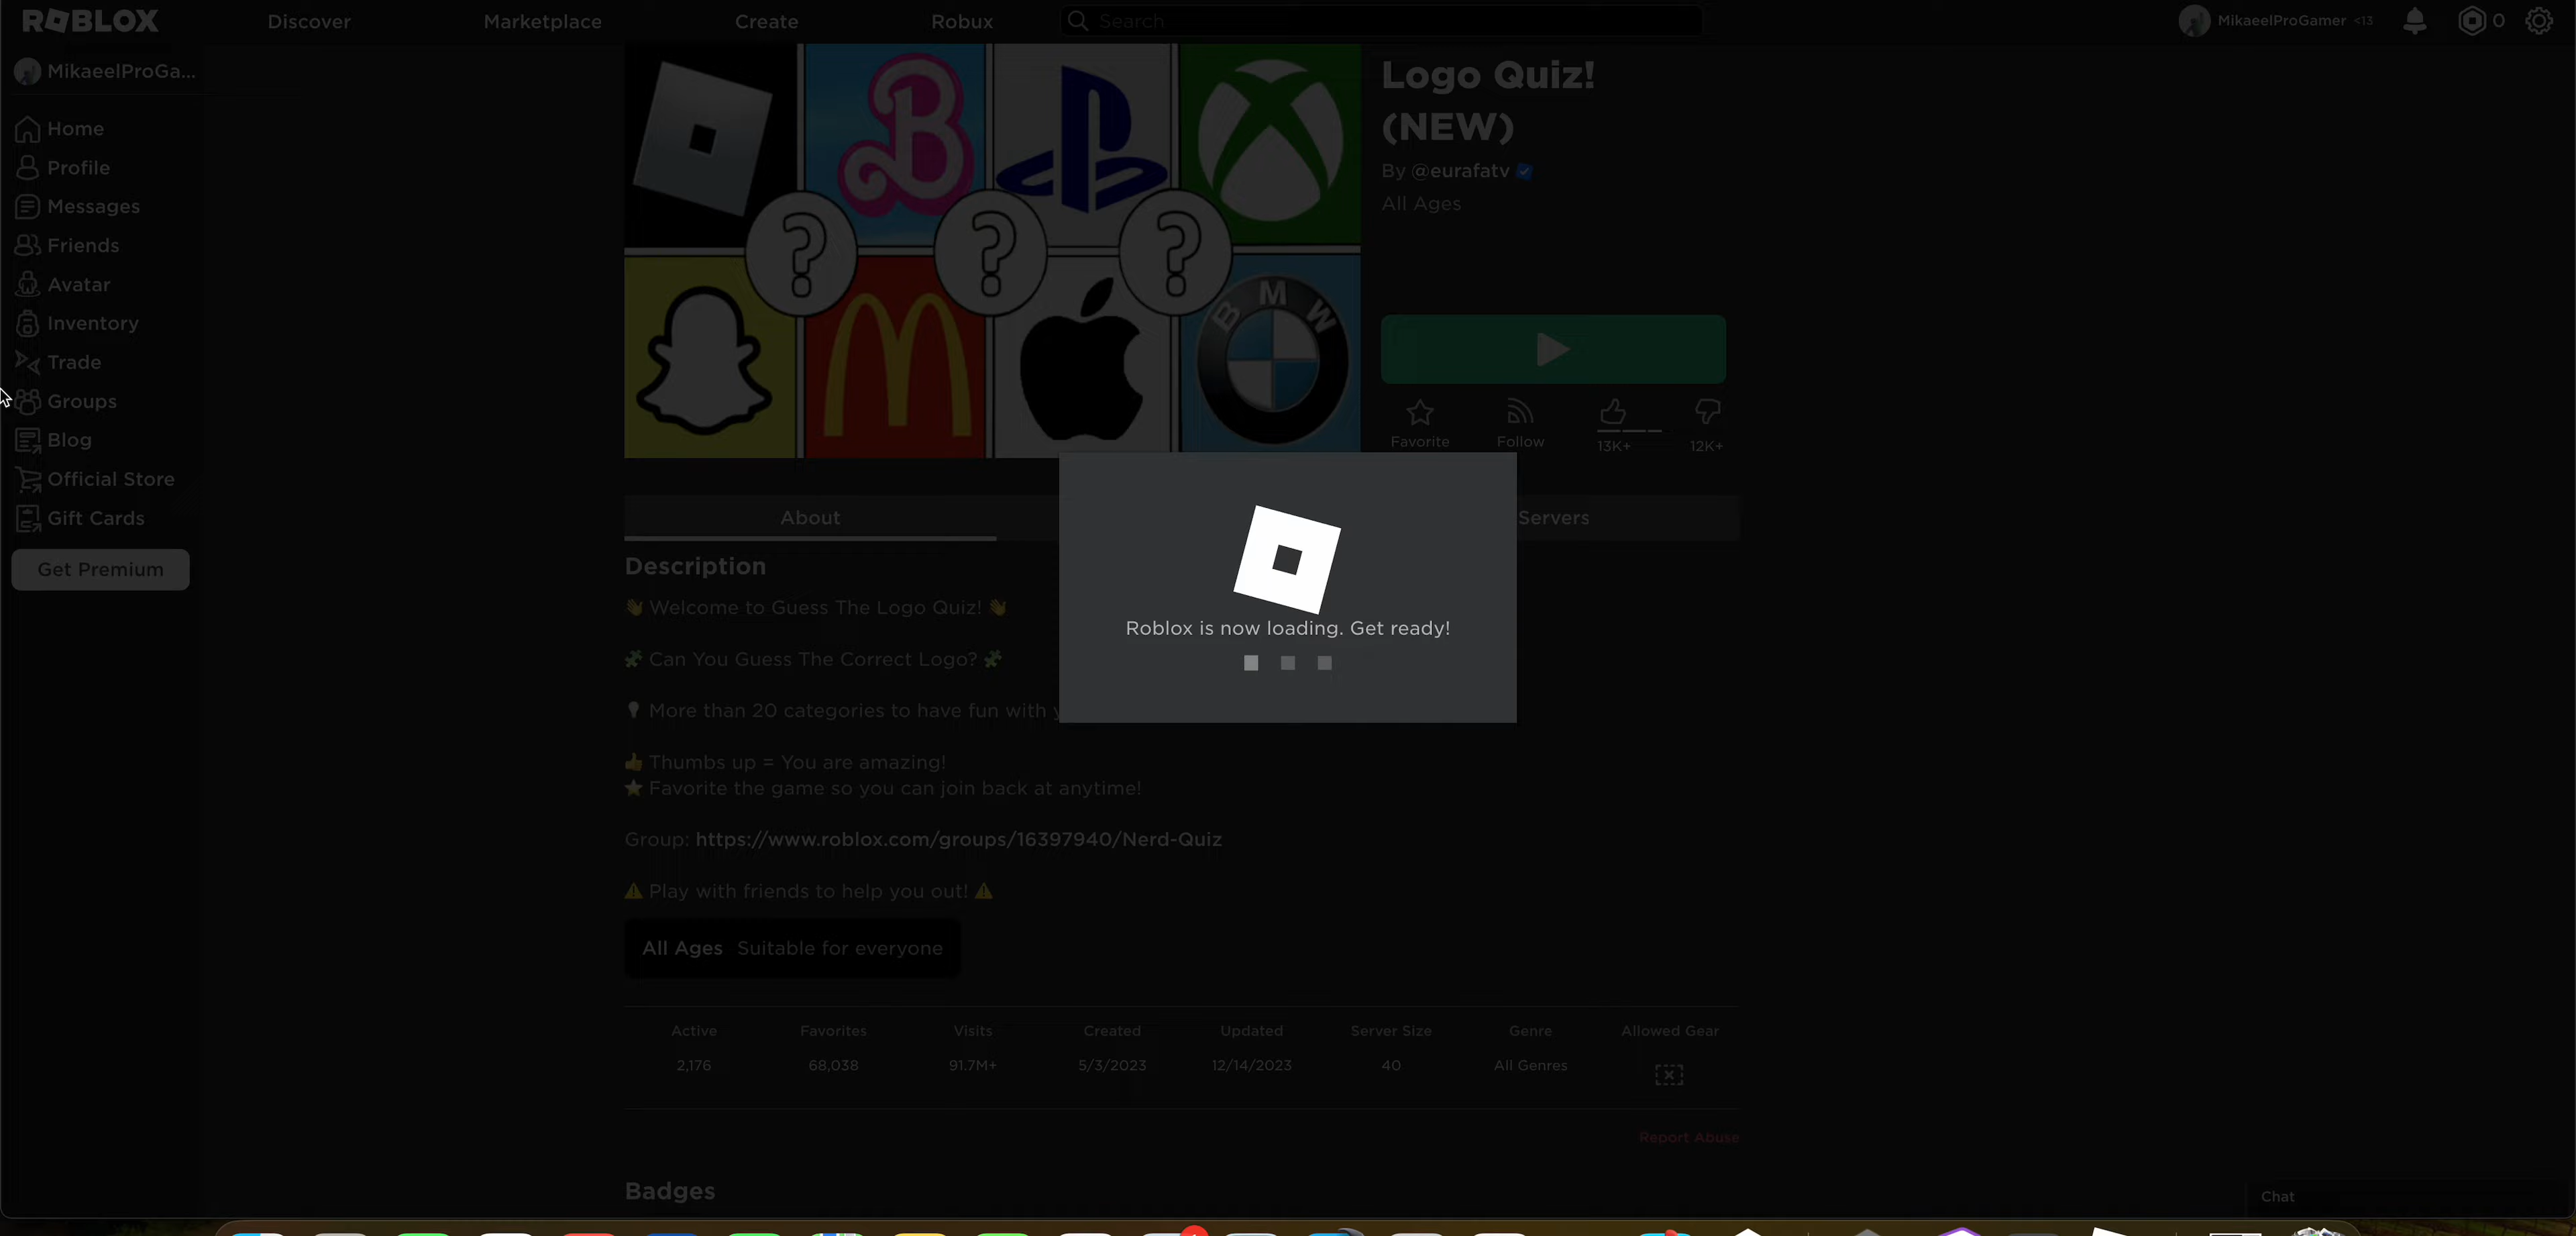 ROBLOX
Discover
Marketplace
Create
Robux
Search
MikaeelProGamer <13
0
MikaeelProGa...
Home
Profile
Messages
Friends
Avatar
Inventory
Trade
Groups
Blog
Official Store
Gift Cards
Get Premium
B
?
?
?
BMW
Logo Quiz!
(NEW)
By @eurafatv
All Ages
Favorite
Follow
13K+
12K+
About
Servers
Roblox is now loading. Get ready!
Description
👋 Welcome to Guess The Logo Quiz! 👋
🧩 Can You Guess The Correct Logo? 🧩
💡 More than 20 categories to have fun with
👍 Thumbs up = You are amazing!
⭐ Favorite the game so you can join back at anytime!
Group: https://www.roblox.com/groups/16397940/Nerd-Quiz
⚠️ Play with friends to help you out! ⚠️
All Ages Suitable for everyone
Active Favorites Visits Created Updated Server Size Genre Allowed Gear
2,176 68,038 91.7M+ 5/3/2023 12/14/2023 40 All Genres
Report Abuse
Badges
Chat